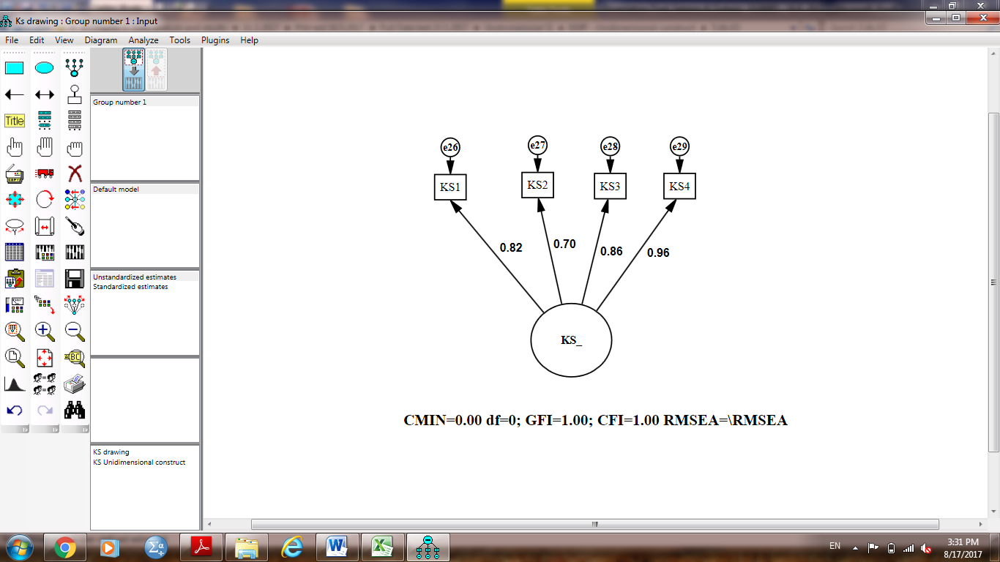 Ks drawing : Group number 1 : Input
File Edit View Diagram Analyze Tools Plugins Help
Title
Group number 1
Default model
Unstandardized estimates
Standardized estimates
KS drawing
KS Unidimensional construct
e26 e27 e28 e29
KS1 KS2 KS3 KS4
0.82 0.70 0.86 0.96
KS_
CMIN=0.00 df=0; GFI=1.00; CFI=1.00 RMSEA=\RMSEA
BC
Σα
W
X
EN
3:31 PM
8/17/2017